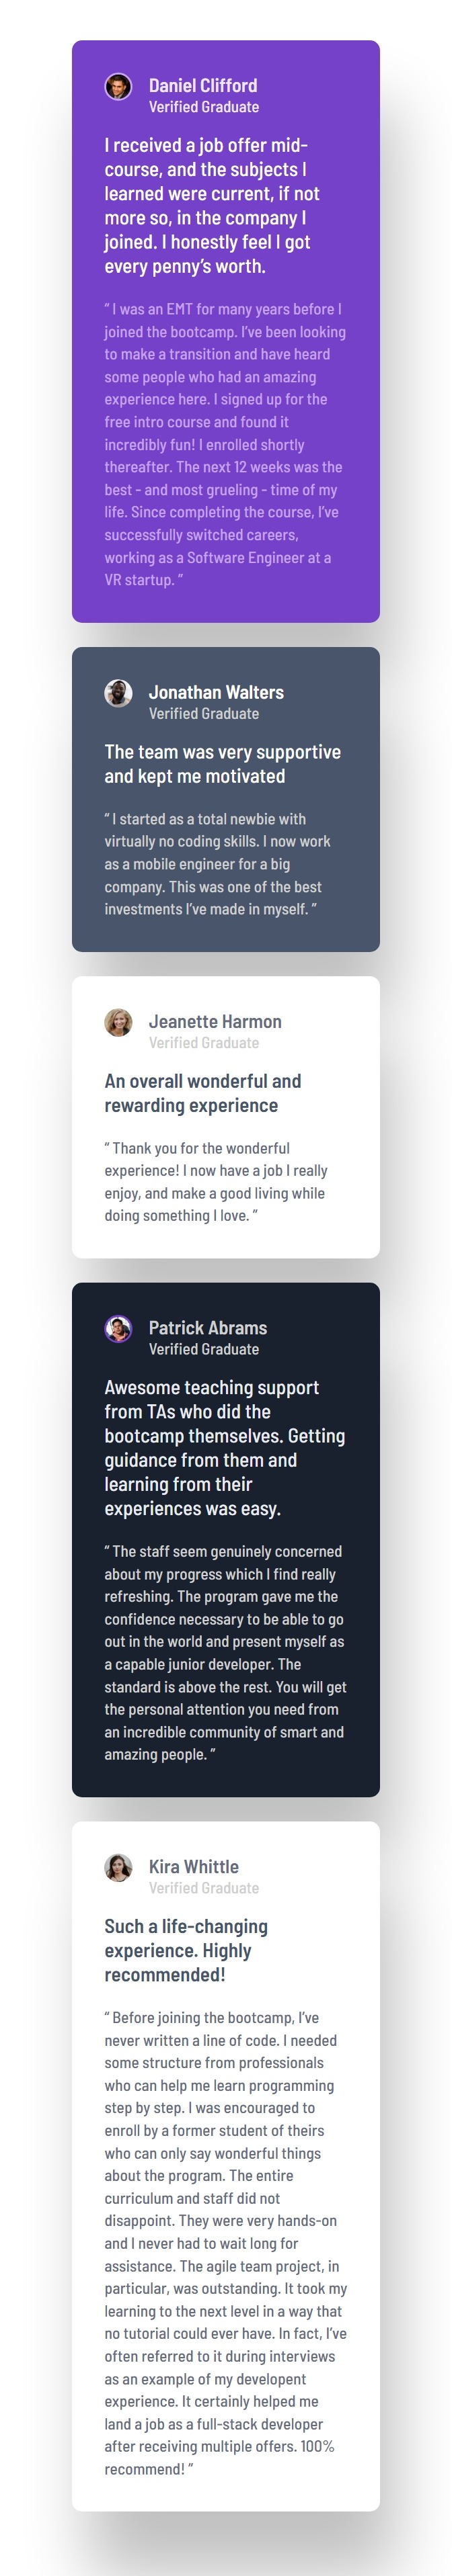 Daniel Clifford
Verified Graduate
I received a job offer mid-
course, and the subjects I
learned were current, if not
more so, in the company I
joined. I honestly feel I got
every penny’s worth.
“ I was an EMT for many years before I
joined the bootcamp. I’ve been looking
to make a transition and have heard
some people who had an amazing
experience here. I signed up for the
free intro course and found it
incredibly fun! I enrolled shortly
thereafter. The next 12 weeks was the
best - and most grueling - time of my
life. Since completing the course, I’ve
successfully switched careers,
working as a Software Engineer at a
VR startup. ”
Jonathan Walters
Verified Graduate
The team was very supportive
and kept me motivated
“ I started as a total newbie with
virtually no coding skills. I now work
as a mobile engineer for a big
company. This was one of the best
investments I’ve made in myself. ”
Jeanette Harmon
Verified Graduate
An overall wonderful and
rewarding experience
“ Thank you for the wonderful
experience! I now have a job I really
enjoy, and make a good living while
doing something I love. ”
Patrick Abrams
Verified Graduate
Awesome teaching support
from TAs who did the
bootcamp themselves. Getting
guidance from them and
learning from their
experiences was easy.
“ The staff seem genuinely concerned
about my progress which I find really
refreshing. The program gave me the
confidence necessary to be able to go
out in the world and present myself as
a capable junior developer. The
standard is above the rest. You will get
the personal attention you need from
an incredible community of smart and
amazing people. ”
Kira Whittle
Verified Graduate
Such a life-changing
experience. Highly
recommended!
“ Before joining the bootcamp, I’ve
never written a line of code. I needed
some structure from professionals
who can help me learn programming
step by step. I was encouraged to
enroll by a former student of theirs
who can only say wonderful things
about the program. The entire
curriculum and staff did not
disappoint. They were very hands-on
and I never had to wait long for
assistance. The agile team project, in
particular, was outstanding. It took my
learning to the next level in a way that
no tutorial could ever have. In fact, I’ve
often referred to it during interviews
as an example of my developent
experience. It certainly helped me
land a job as a full-stack developer
after receiving multiple offers. 100%
recommend! ”